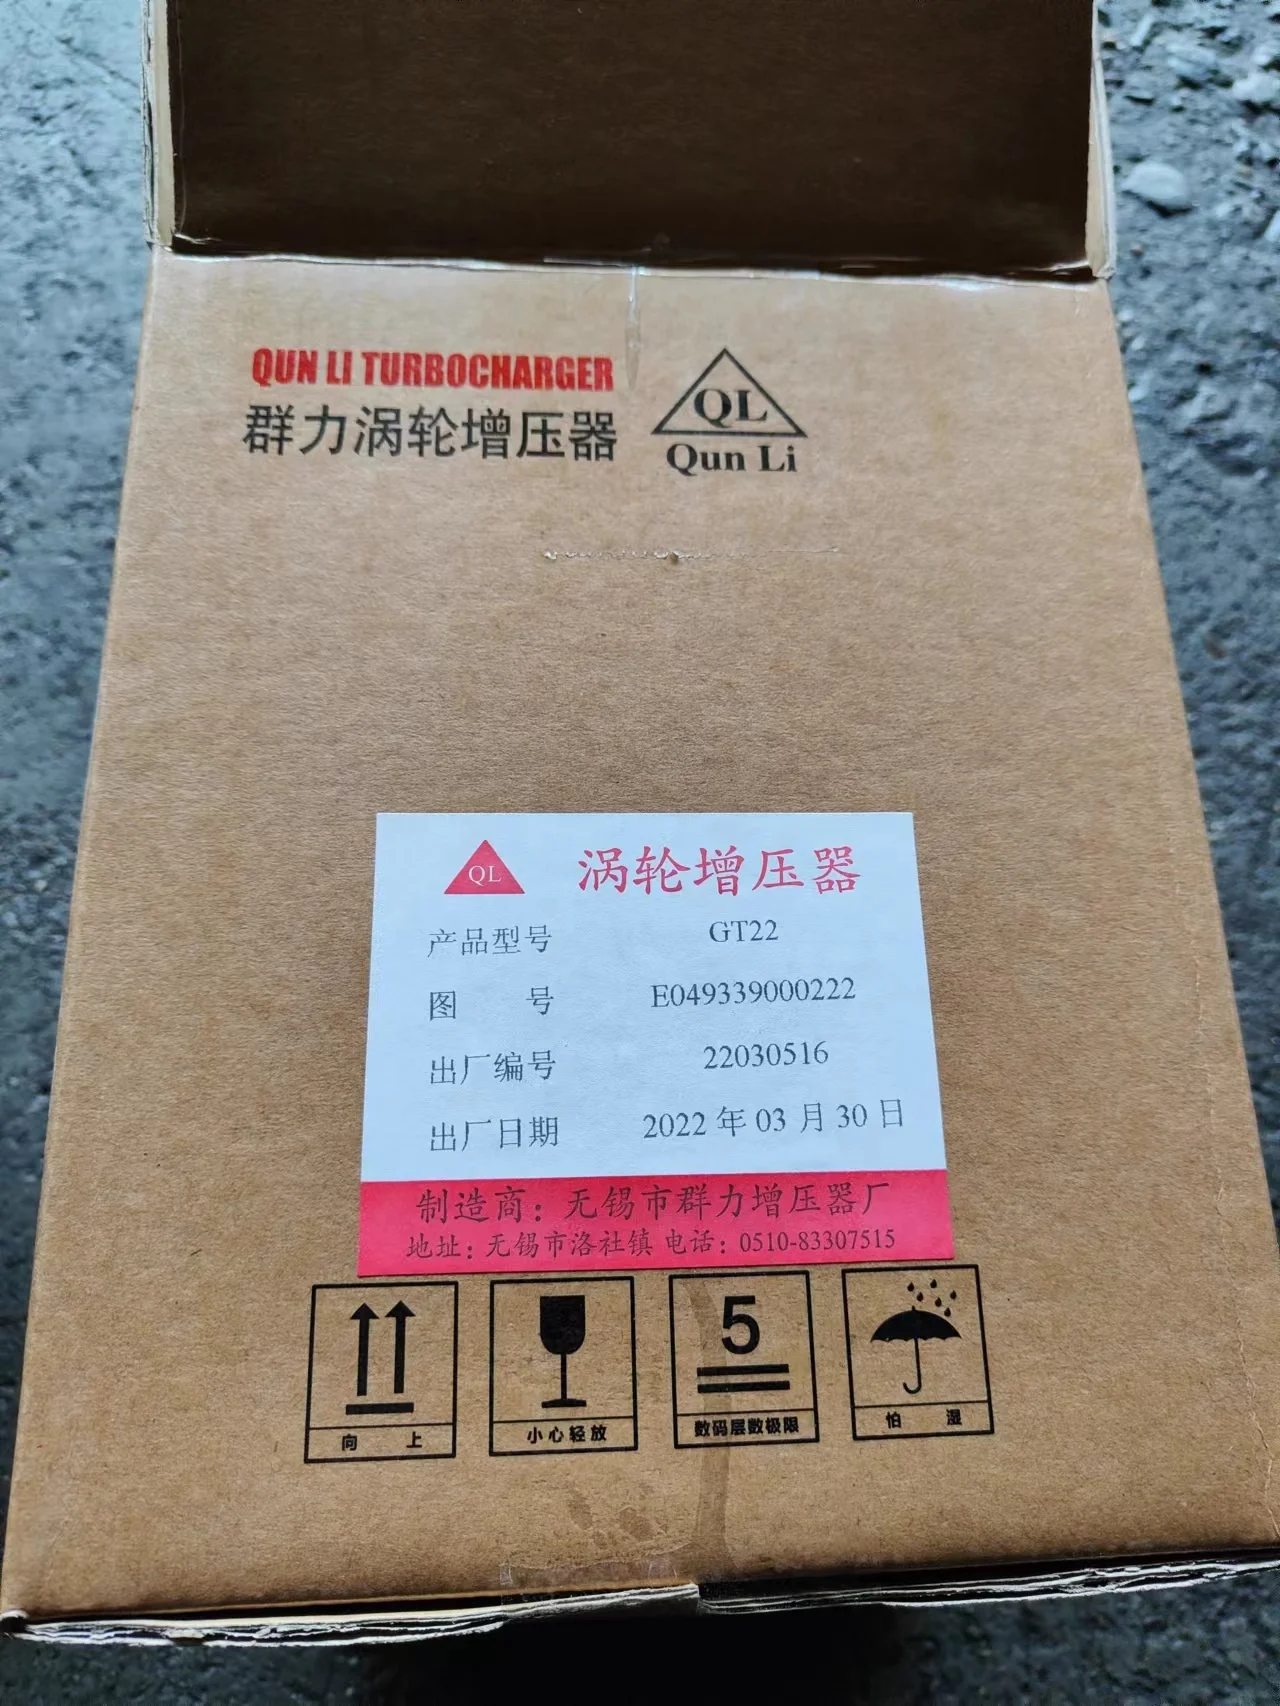 QUN LI TURBOCHARGER
群力涡轮增压器
QL
Qun Li
QL
涡轮增压器
产品型号 GT22
图号 E049339000222
出厂编号 22030516
出厂日期 2022年03月30日
制造商：无锡市群力增压器厂
地址：无锡市洛社镇 电话：0510-83307515
向上
小心轻放
5
数码层数极限
怕湿